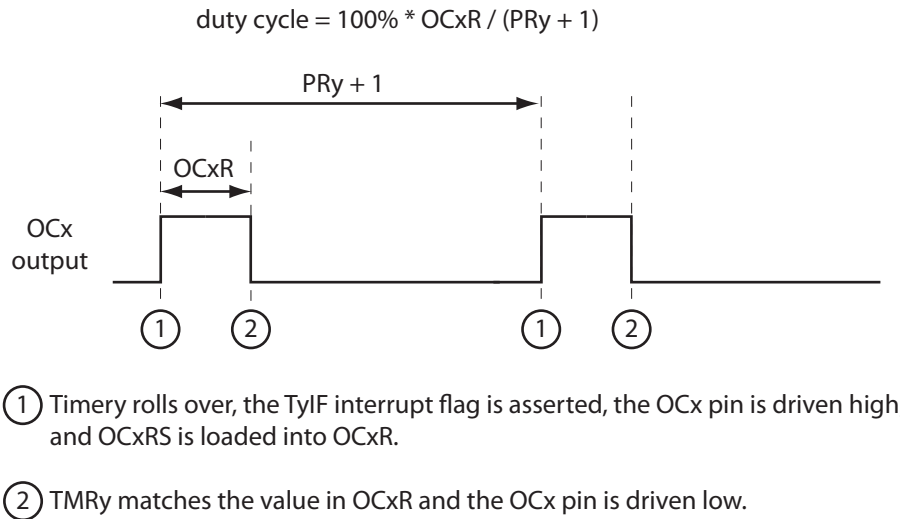 duty cycle = 100% * OCxR / (PRy + 1)
PRy + 1
OCxR
OCx
output
1 2 1 2
1 Timery rolls over, the TyIF interrupt flag is asserted, the OCx pin is driven high
and OCxRS is loaded into OCxR.
2 TMRy matches the value in OCxR and the OCx pin is driven low.